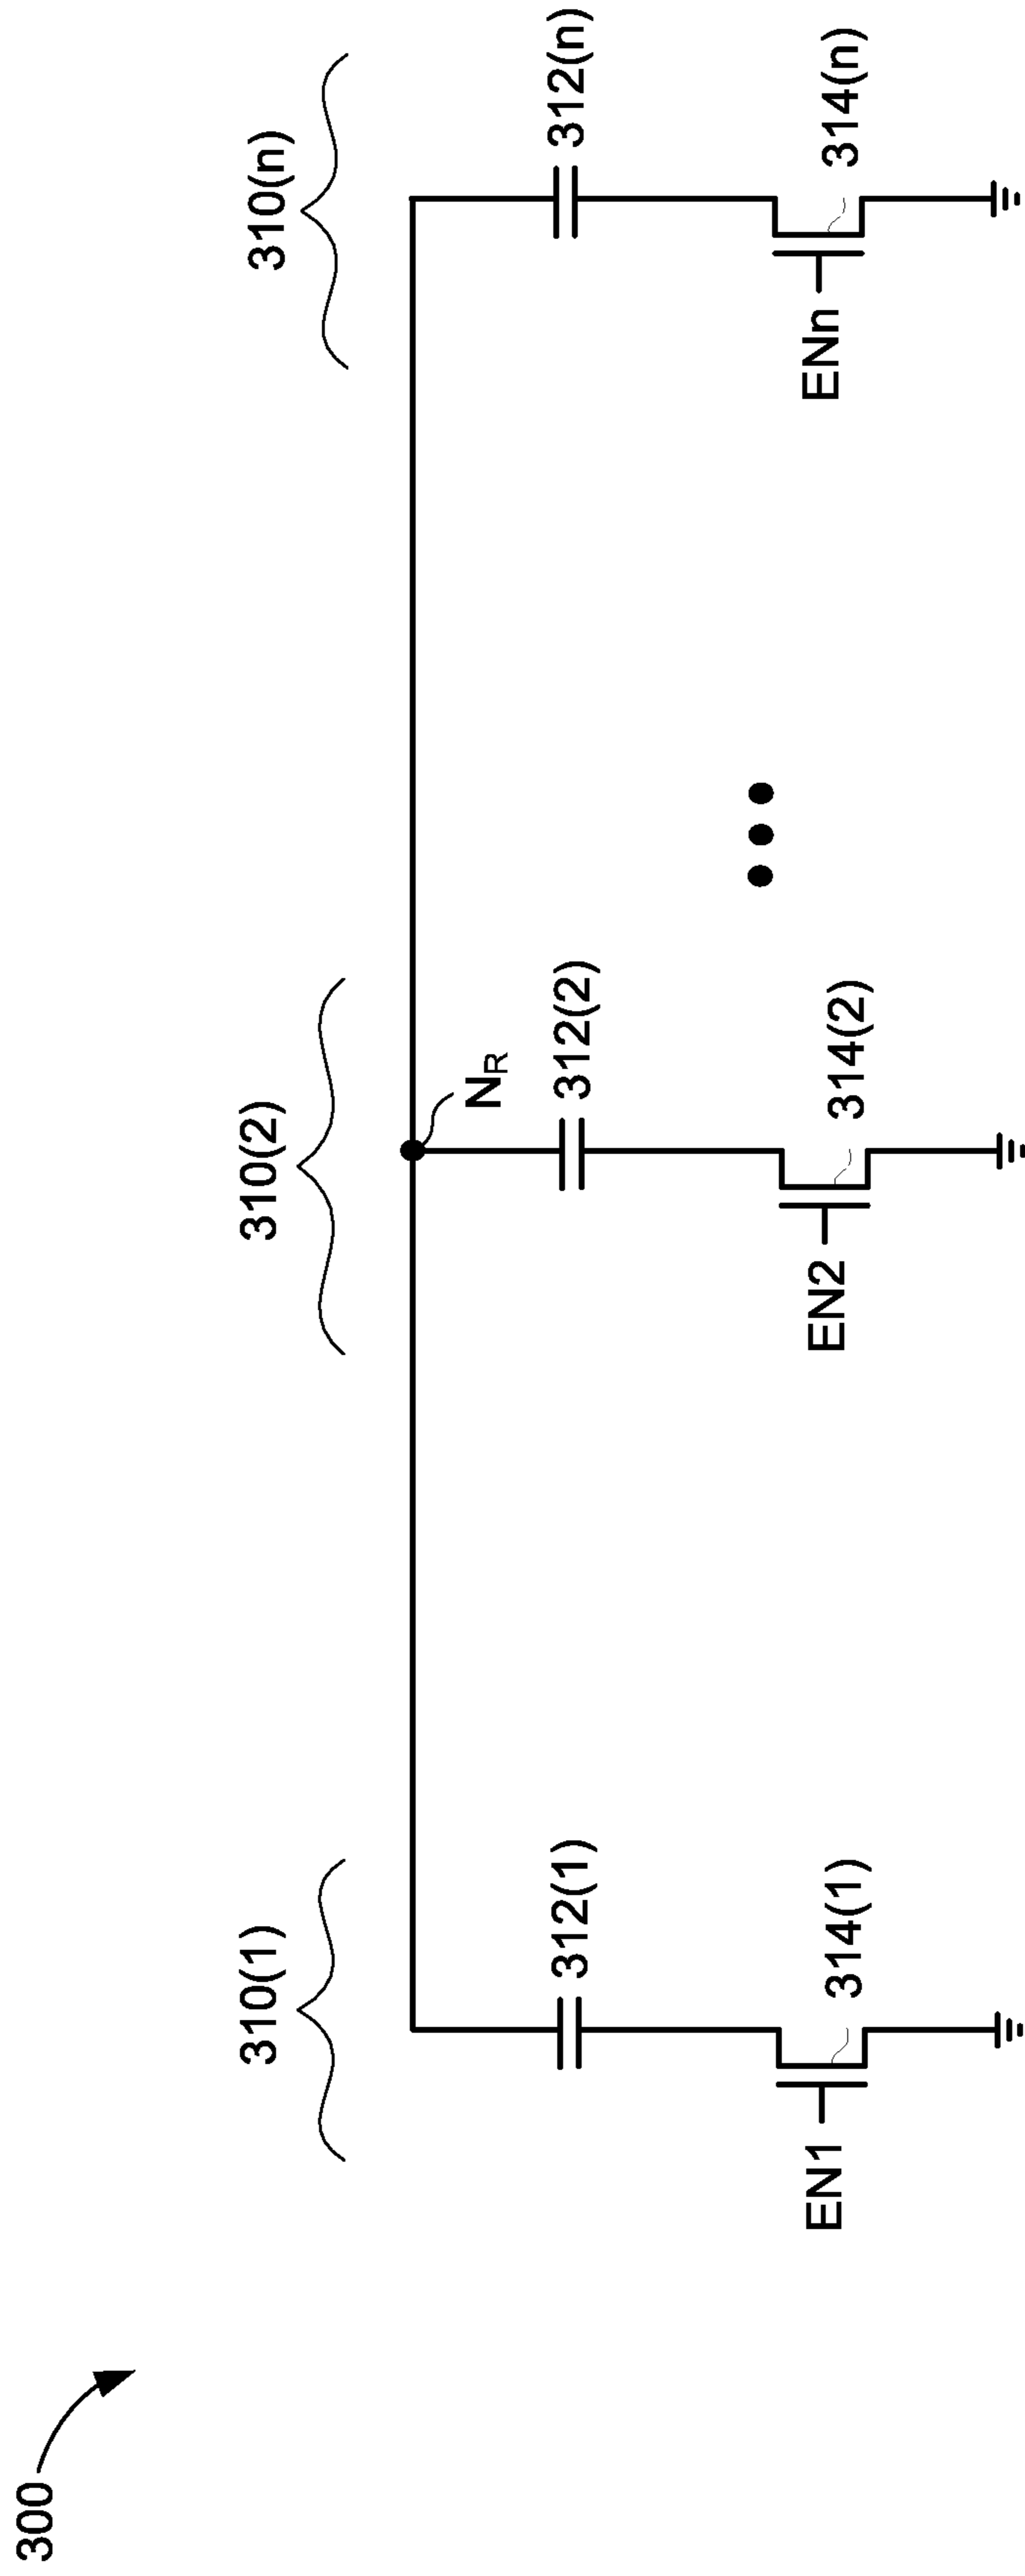 300
310(1)
310(2)
310(n)
NR
312(1)
312(2)
312(n)
EN1
314(1)
EN2
314(2)
ENn
314(n)